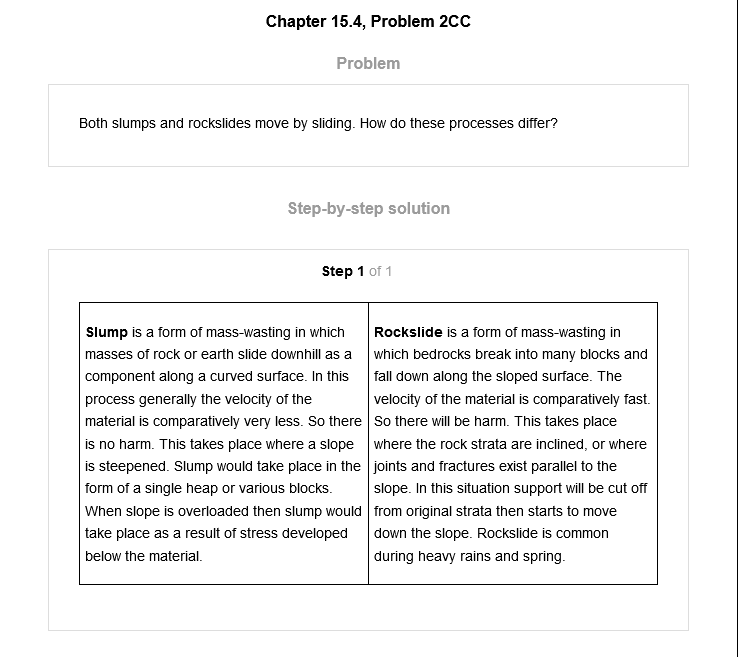 Chapter 15.4, Problem 2CC
Problem
Both slumps and rockslides move by sliding. How do these processes differ?
Step-by-step solution
Step 1 of 1
Slump is a form of mass-wasting in which
masses of rock or earth slide downhill as a
component along a curved surface. In this
process generally the velocity of the
material is comparatively very less. So there
is no harm. This takes place where a slope
is steepened. Slump would take place in the
form of a single heap or various blocks.
When slope is overloaded then slump would
take place as a result of stress developed
below the material.
Rockslide is a form of mass-wasting in
which bedrocks break into many blocks and
fall down along the sloped surface. The
velocity of the material is comparatively fast.
So there will be harm. This takes place
where the rock strata are inclined, or where
joints and fractures exist parallel to the
slope. In this situation support will be cut off
from original strata then starts to move
down the slope. Rockslide is common
during heavy rains and spring.